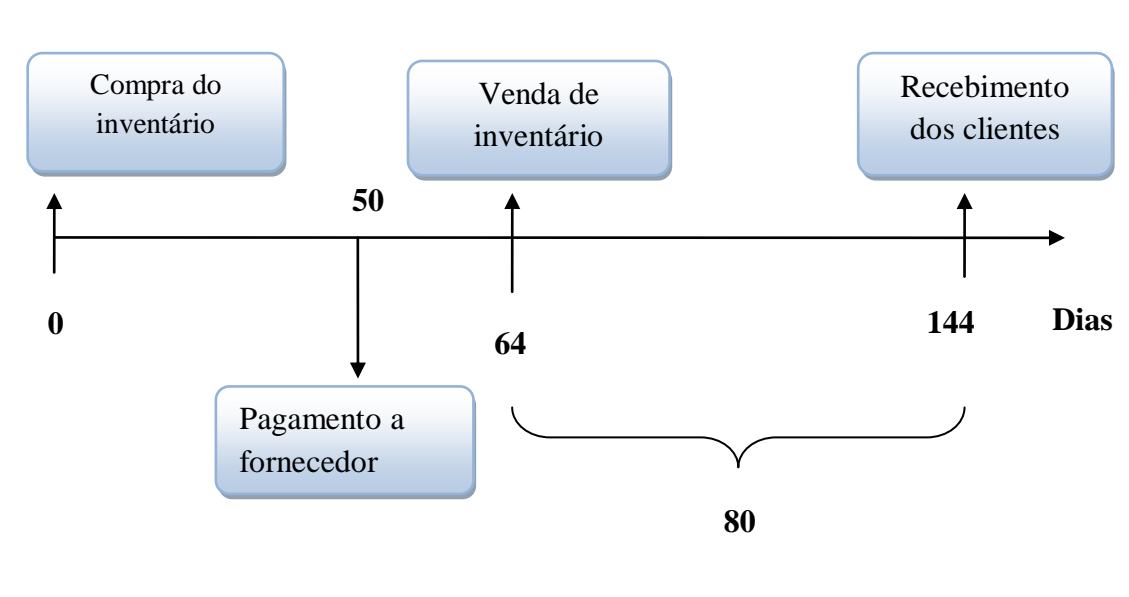 Compra do
inventário
Venda de
inventário
Recebimento
dos clientes
50
0
64
144
Dias
Pagamento a
fornecedor
80